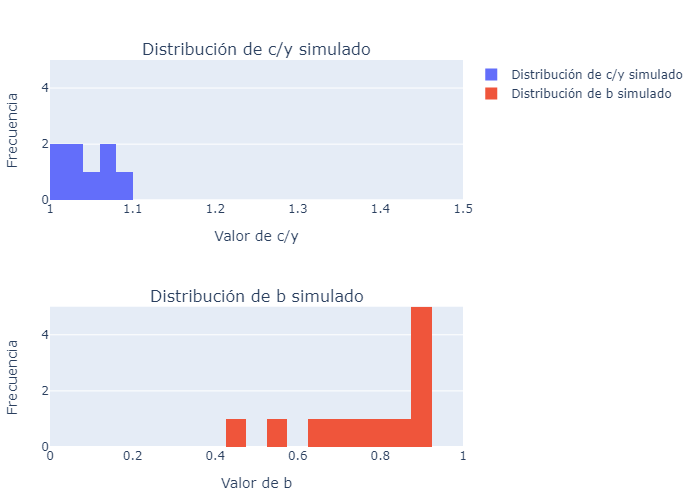 Distribución de c/y simulado
Distribución de c/y simulado
Distribución de b simulado
Frecuencia
4
2
0
1
1.1
1.2
1.3
1.4
1.5
Valor de c/y
Distribución de b simulado
Frecuencia
4
2
0
0
0.2
0.4
0.6
0.8
1
Valor de b